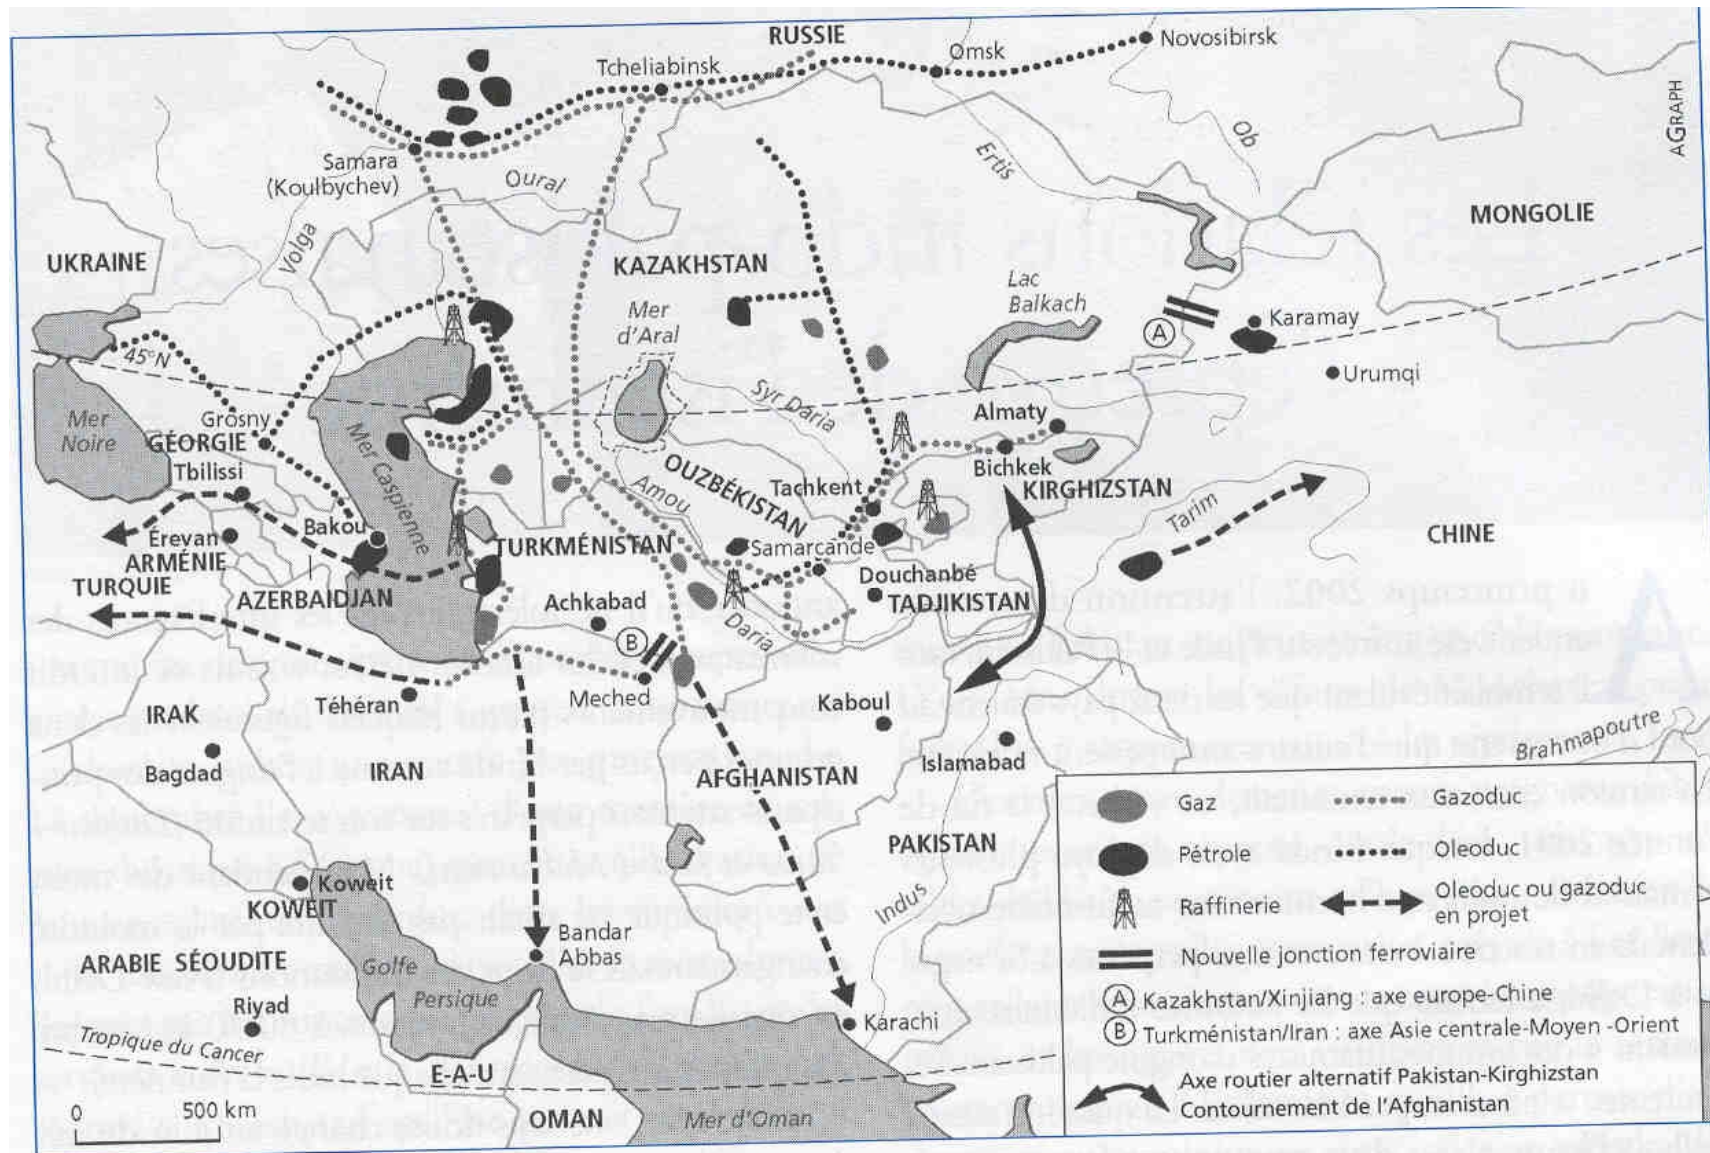 RUSSIE
Novosibirsk
Omsk
Tcheliabinsk
AGRAPH
Samara
(Koulbychev)
Oural
Ertis
Ob
Volga
MONGOLIE
UKRAINE
KAZAKHSTAN
Lac
Balkach
Mer
d'Aral
A
Karamay
45°N
Urumqi
Syr Daria
Mer
Noire
Grosny
GÉORGIE
Tbilissi
Mer Caspienne
Almaty
Bichkek
KIRGHIZSTAN
OUZBÉKISTAN
Amou
Tachkent
Tarim
CHINE
Bakou
Érevan
ARMÉNIE
TURKMÉNISTAN
Samarcande
TURQUIE
AZERBAIDJAN
Achkabad
Douchanbé
TADJIKISTAN
Daria
B
Meched
Téhéran
IRAK
Kaboul
Bagdad
IRAN
AFGHANISTAN
Islamabad
Brahmapoutre
PAKISTAN
Indus
Koweit
KOWEIT
Bandar
Abbas
ARABIE SÉOUDITE
Golfe
Persique
Riyad
Karachi
Tropique du Cancer
E-A-U
OMAN
Mer d'Oman
0 500 km
Gaz
Gazoduc
Pétrole
Oleoduc
Raffinerie
Oleoduc ou gazoduc
en projet
Nouvelle jonction ferroviaire
A Kazakhstan/Xinjiang : axe europe-Chine
B Turkménistan/Iran : axe Asie centrale-Moyen -Orient
Axe routier alternatif Pakistan-Kirghizstan
Contournement de l'Afghanistan